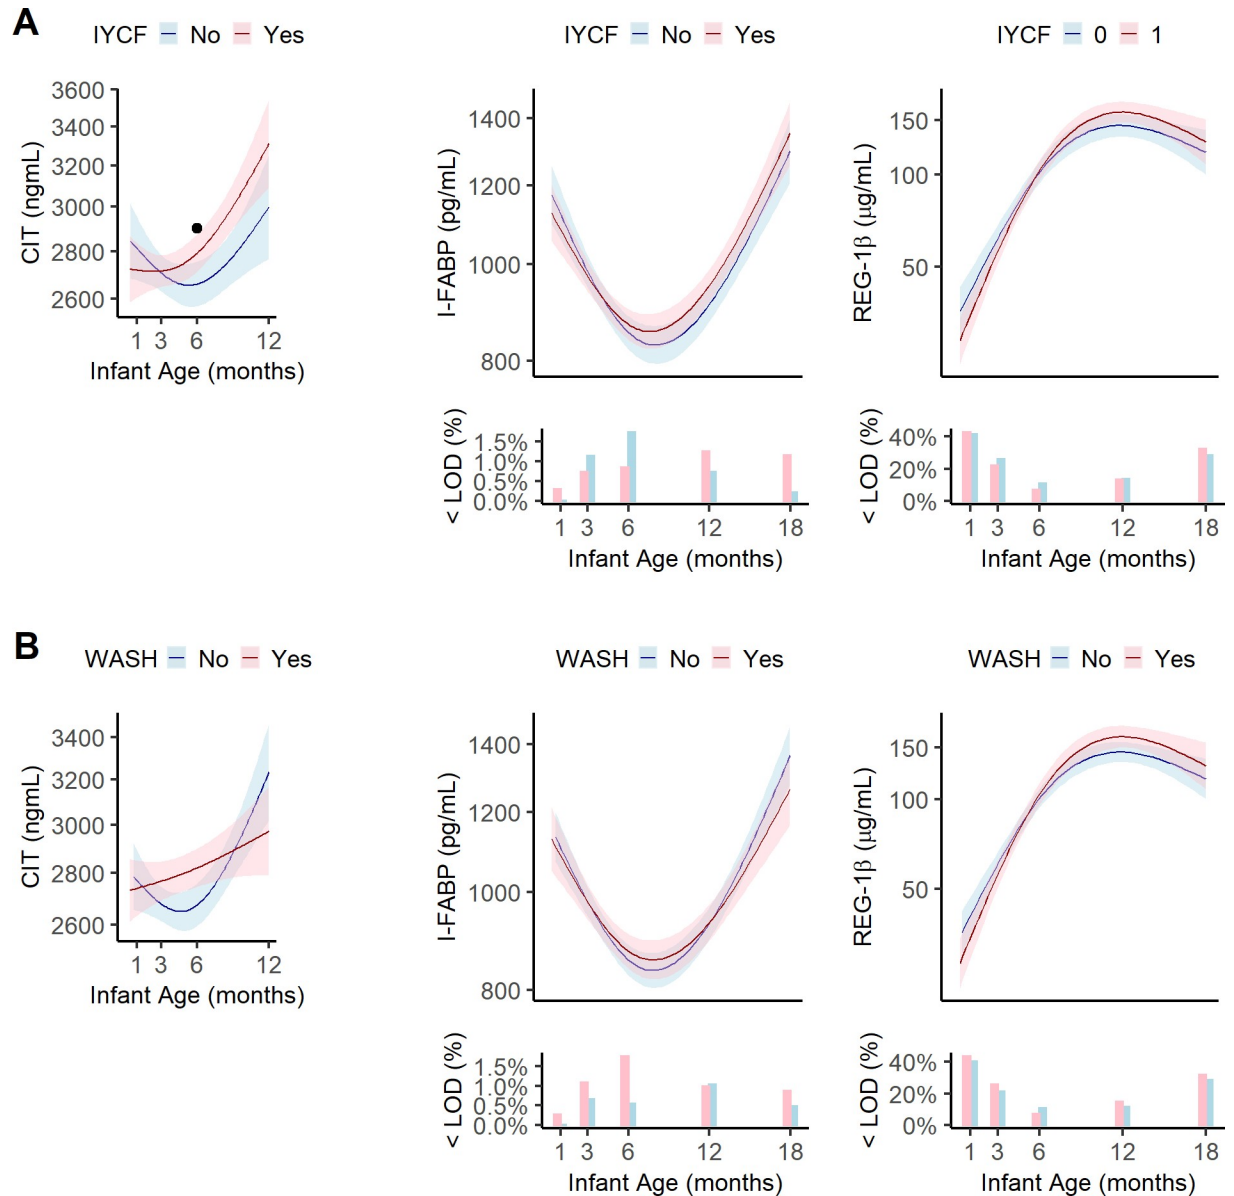 A
IYCF No Yes
IYCF No Yes
IYCF 0 1
CIT (ngmL)
3600
3400
3200
3000
2800
2600
1 3 6 12
Infant Age (months)
I-FABP (pg/mL)
1400
1200
1000
800
REG-1β (μg/mL)
150
100
50
< LOD (%)
1.5%
1.0%
0.5%
0.0%
1 3 6 12 18
Infant Age (months)
< LOD (%)
40%
20%
0%
1 3 6 12 18
Infant Age (months)
B
WASH No Yes
WASH No Yes
WASH No Yes
CIT (ngmL)
3400
3200
3000
2800
2600
1 3 6 12
Infant Age (months)
I-FABP (pg/mL)
1400
1200
1000
800
REG-1β (μg/mL)
150
100
50
< LOD (%)
1.5%
1.0%
0.5%
0.0%
1 3 6 12 18
Infant Age (months)
< LOD (%)
40%
20%
0%
1 3 6 12 18
Infant Age (months)